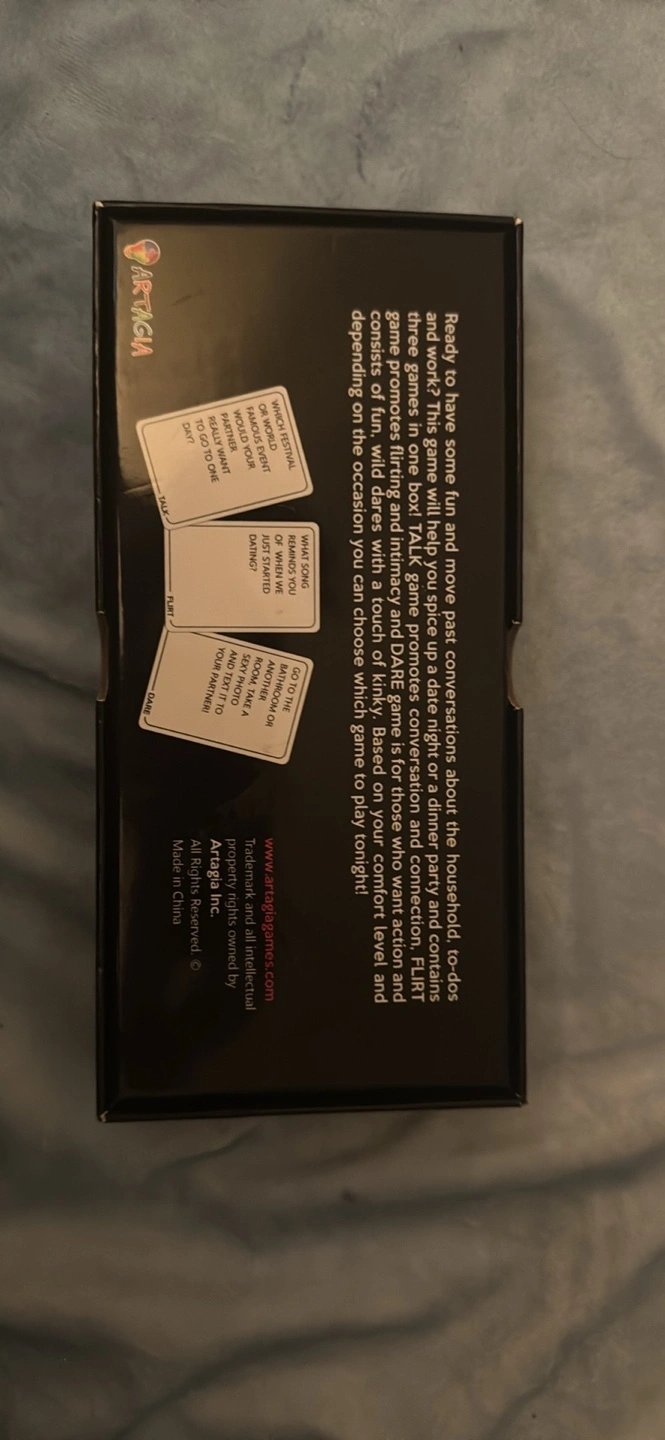 Ready to have some fun and move past conversations about the household, to-dos
and work? This game will help you spice up a date night or a dinner party and contains
three games in one box! TALK game promotes conversation and connection, FLIRT
game promotes flirting and intimacy and DARE game is for those who want action and
consists of fun, wild dares with a touch of kinky. Based on your comfort level and
depending on the occasion you can choose which game to play tonight!
WHICH FESTIVAL
OR WORLD
FAMOUS EVENT
WOULD YOUR
PARTNER
REALLY WANT
TO GO TO ONE
DAY?
TALK
WHAT SONG
REMINDS YOU
OF WHEN WE
JUST STARTED
DATING?
FLIRT
GO TO THE
BATHROOM OR
ANOTHER
ROOM, TAKE A
SEXY PHOTO
AND TEXT IT TO
YOUR PARTNER!
DARE
www.artagiagames.com
Trademark and all intellectual
property rights owned by
Artagia Inc.
All Rights Reserved. ©
Made in China
ARTAGIA